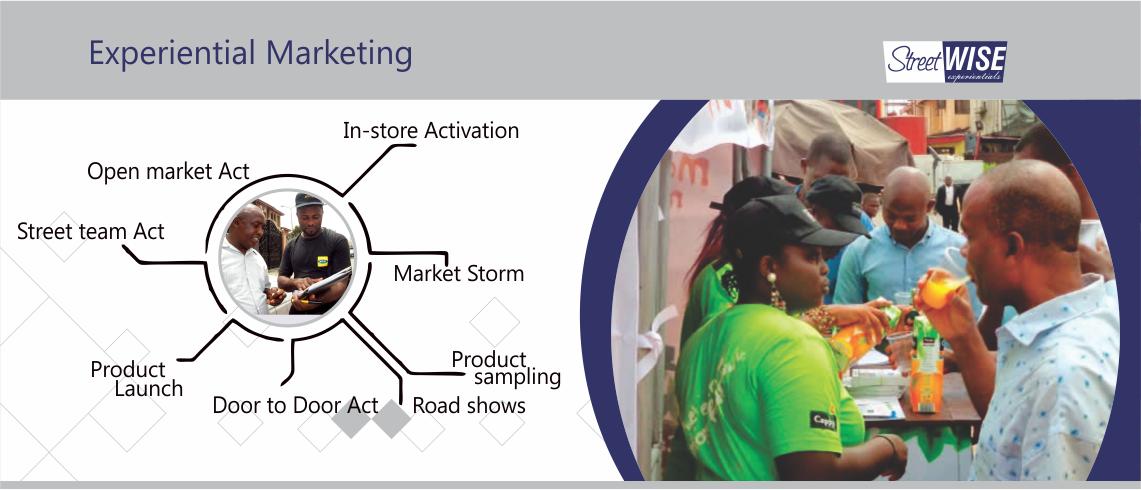 Experiential Marketing
Street WISE
experientials
In-store Activation
Open market Act
Street team Act
Market Storm
Product
Launch
Product
sampling
Door to Door Act
Road shows